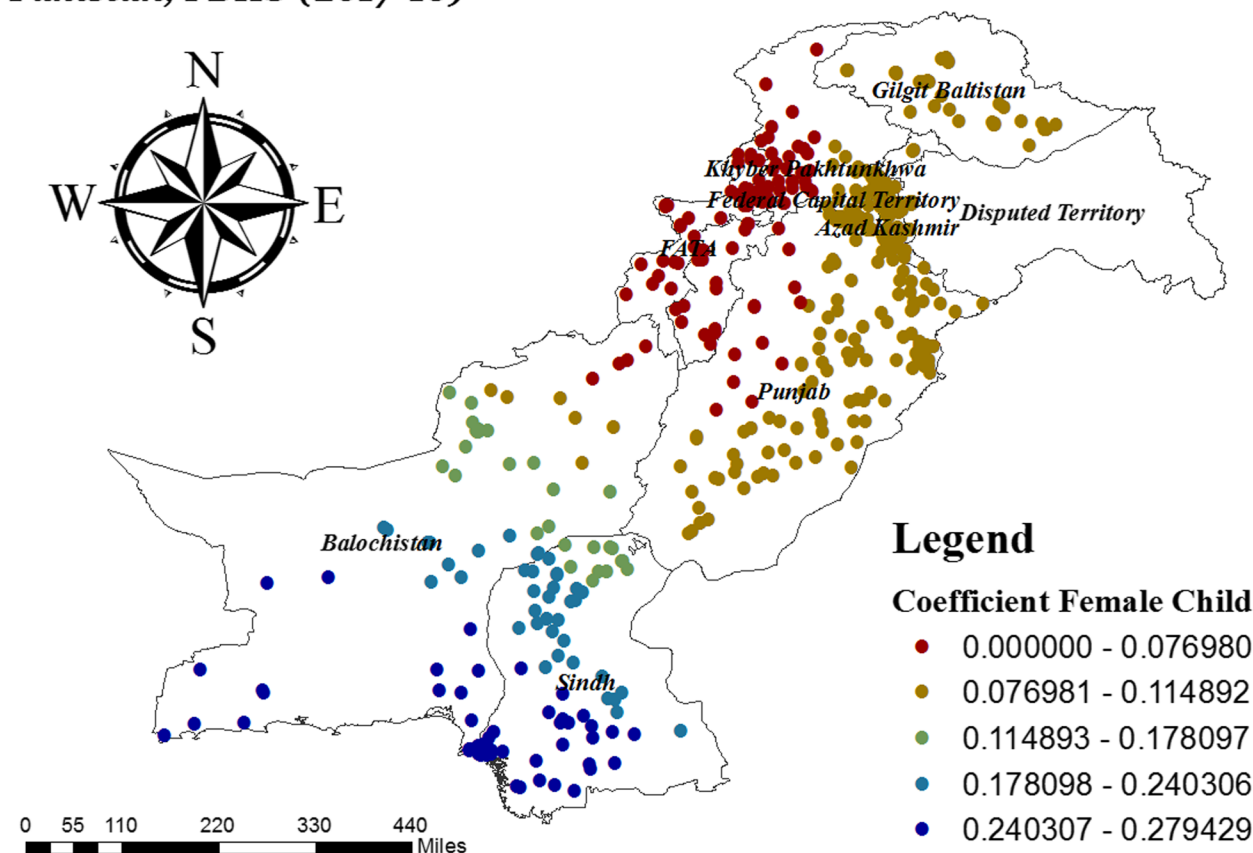 N
W
E
S
Gilgit Baltistan
Khyber Pakhtunkhwa
Federal Capital Territory
Azad Kashmir
Disputed Territory
FATA
Punjab
Balochistan
Sindh
Legend
Coefficient Female Child
0.000000 - 0.076980
0.076981 - 0.114892
0.114893 - 0.178097
0.178098 - 0.240306
0.240307 - 0.279429
0 55 110 220 330 440
Miles